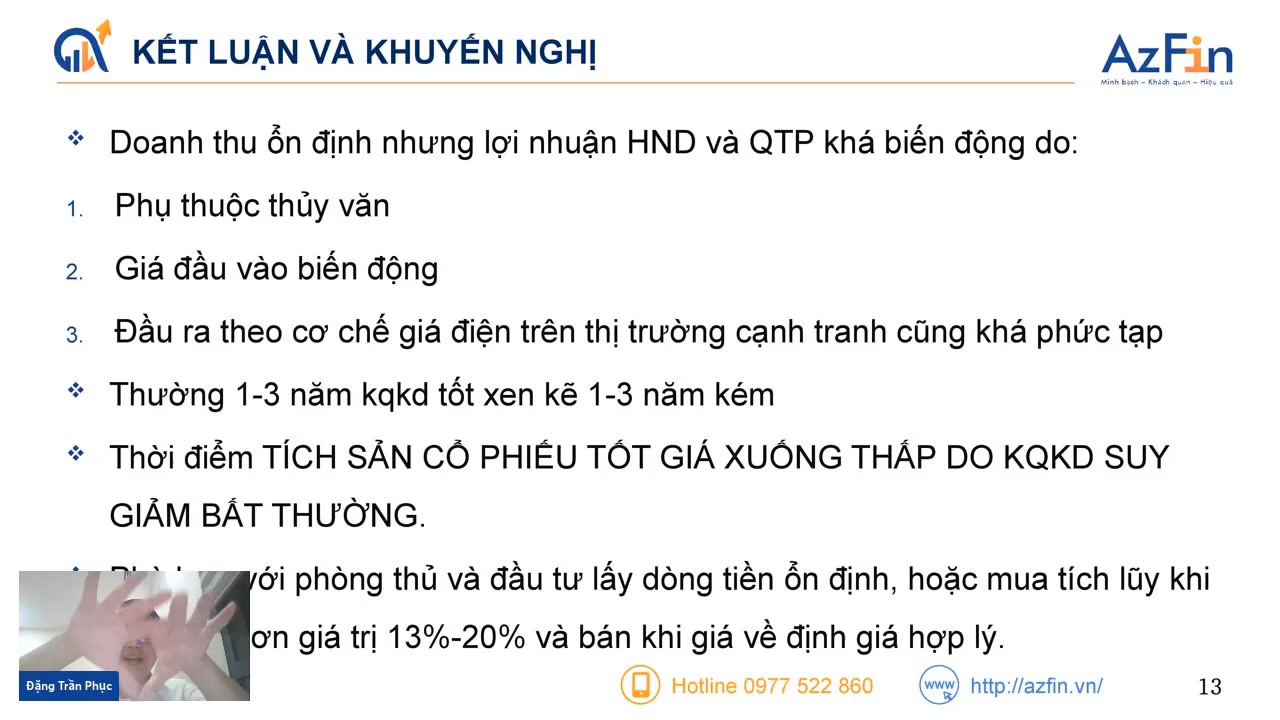 KẾT LUẬN VÀ KHUYẾN NGHỊ
AzFin
Minh bạch – Khách quan – Hiệu quả
❖ Doanh thu ổn định nhưng lợi nhuận HND và QTP khá biến động do:
1. Phụ thuộc thủy văn
2. Giá đầu vào biến động
3. Đầu ra theo cơ chế giá điện trên thị trường cạnh tranh cũng khá phức tạp
❖ Thường 1-3 năm kqkd tốt xen kẽ 1-3 năm kém
❖ Thời điểm TÍCH SẢN CỔ PHIẾU TỐT GIÁ XUỐNG THẤP DO KQKD SUY
GIẢM BẤT THƯỜNG.
với phòng thủ và đầu tư lấy dòng tiền ổn định, hoặc mua tích lũy khi
giá trị 13%-20% và bán khi giá về định giá hợp lý.
Đặng Trần Phục
Hotline 0977 522 860
www
http://azfin.vn/
13